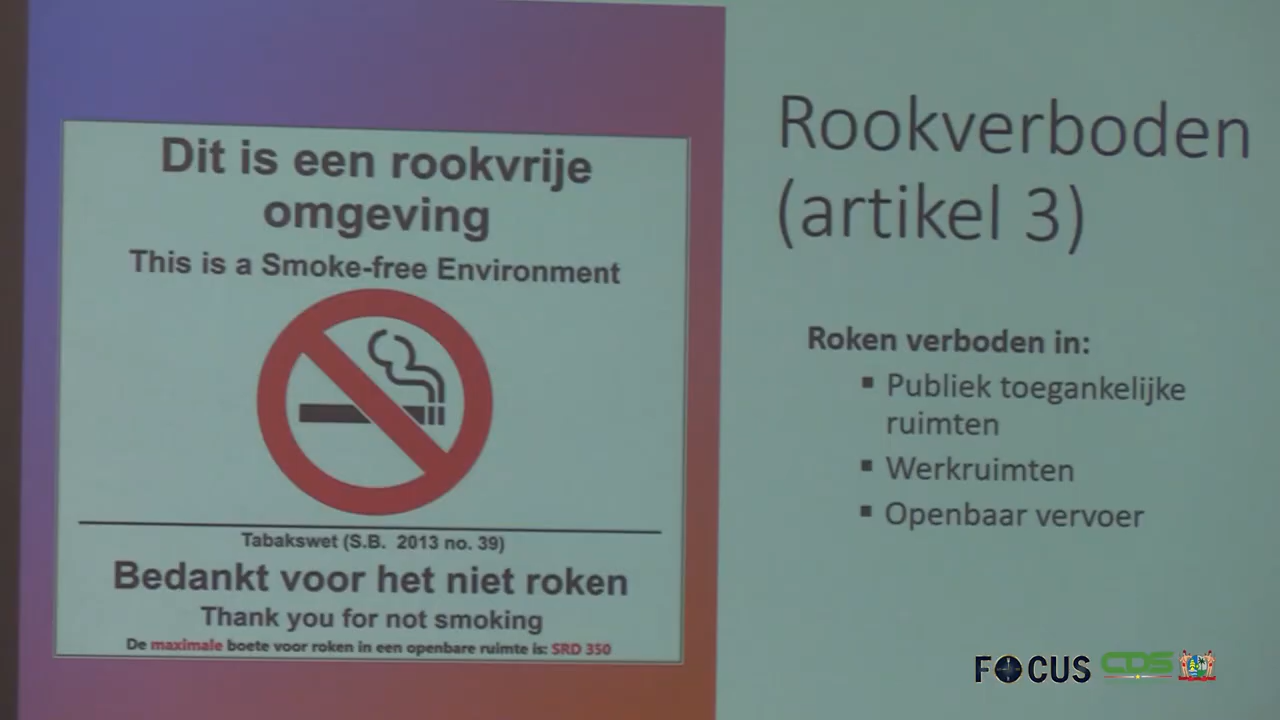 Dit is een rookvrije
omgeving
This is a Smoke-free Environment
Tabakswet (S.B. 2013 no. 39)
Bedankt voor het niet roken
Thank you for not smoking
De maximale boete voor roken in een openbare ruimte is: SRD 350
Rookverboden
(artikel 3)
Roken verboden in:
▪ Publiek toegankelijke
ruimten
▪ Werkruimten
▪ Openbaar vervoer
FOCUS CDS